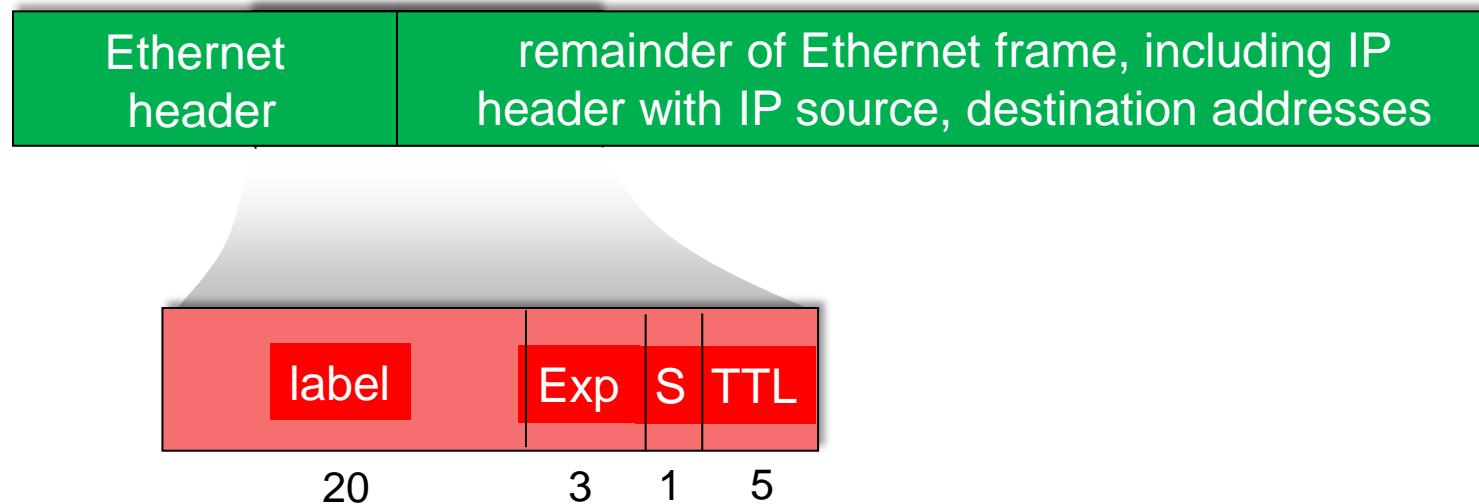 Ethernet
header
remainder of Ethernet frame, including IP
header with IP source, destination addresses
label Exp S TTL
20 3 1 5